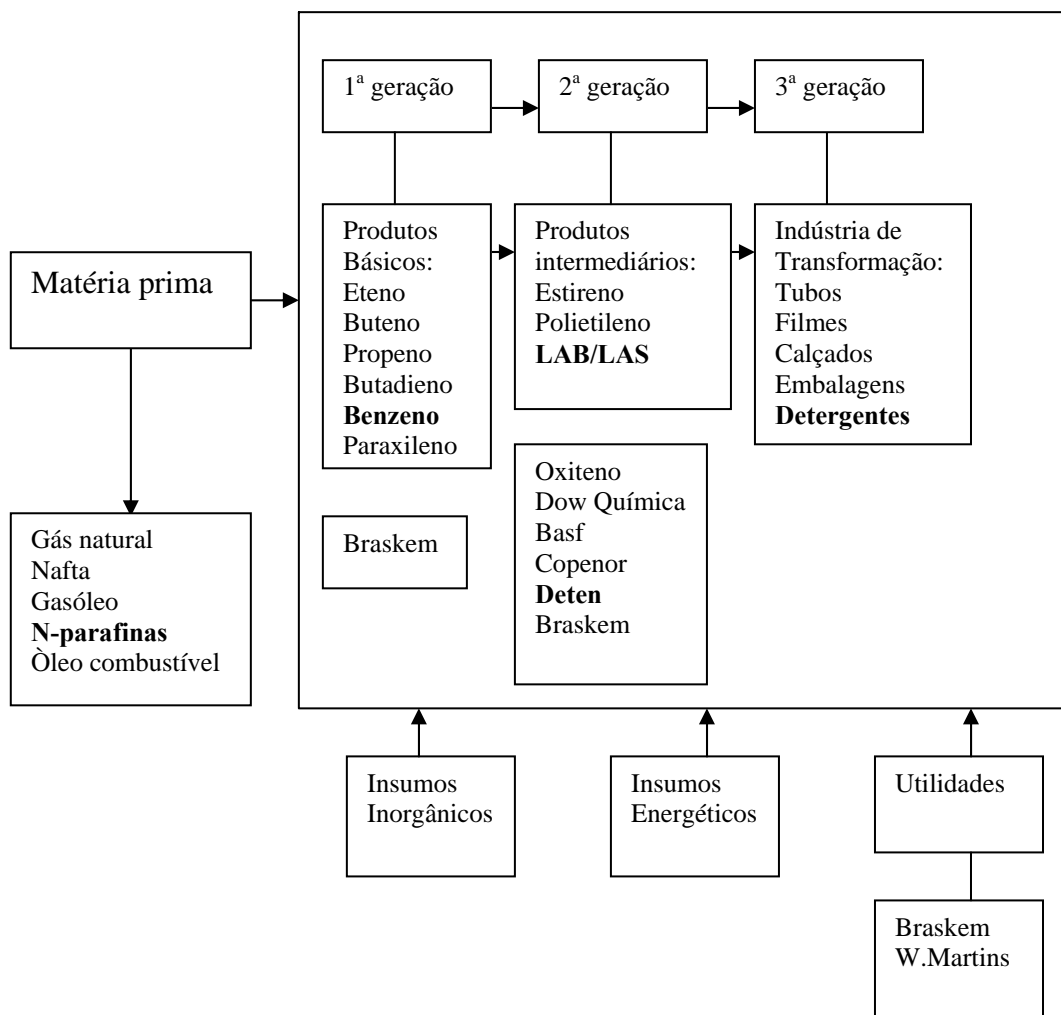 1ª geração
2ª geração
3ª geração
Matéria prima
Produtos
Básicos:
Eteno
Buteno
Propeno
Butadieno
Benzeno
Paraxileno
Produtos
intermediários:
Estireno
Polietileno
LAB/LAS
Indústria de
Transformação:
Tubos
Filmes
Calçados
Embalagens
Detergentes
Gás natural
Nafta
Gasóleo
N-parafinas
Òleo combustível
Braskem
Oxiteno
Dow Química
Basf
Copenor
Deten
Braskem
Insumos
Inorgânicos
Insumos
Energéticos
Utilidades
Braskem
W.Martins